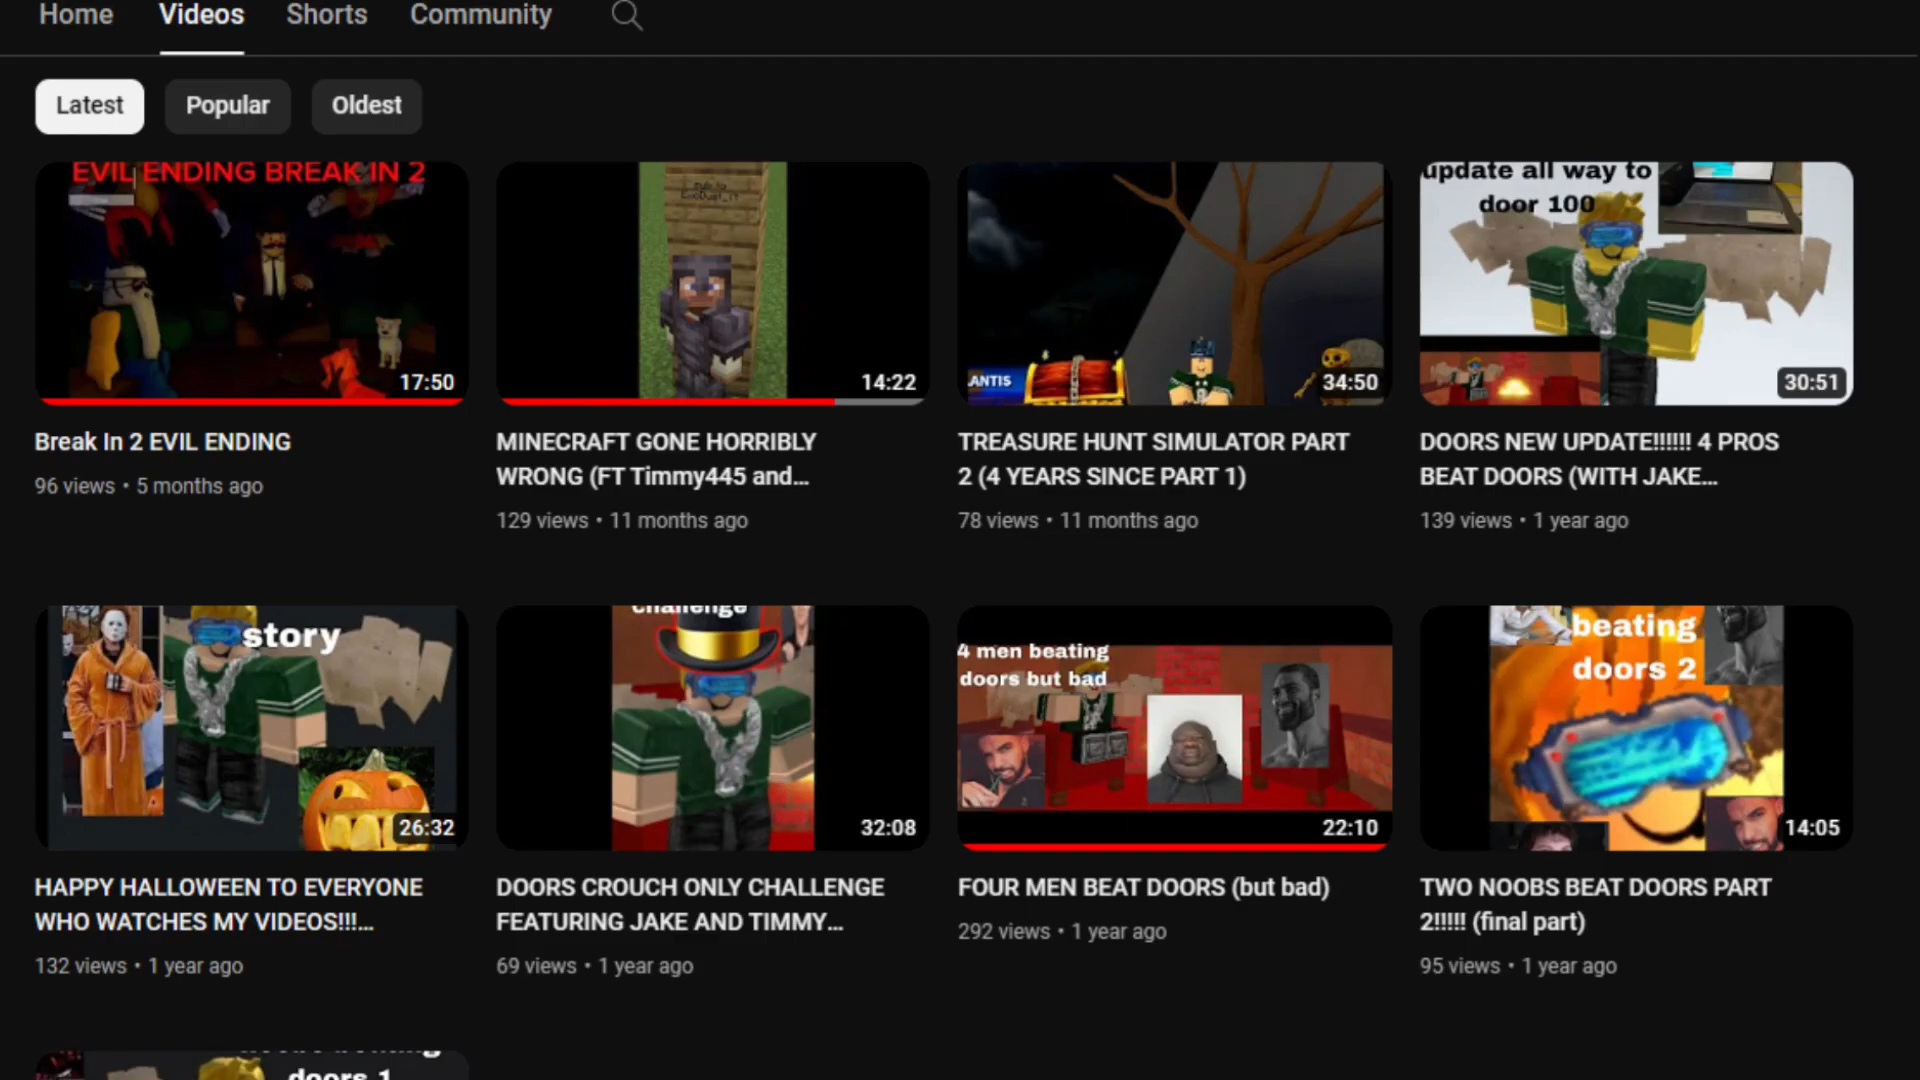 Home
Videos
Shorts
Community
Latest
Popular
Oldest
EVIL ENDING BREAK IN 2
17:50
14:22
ANTIS
34:50
update all way to
door 100
30:51
Break In 2 EVIL ENDING
96 views • 5 months ago
MINECRAFT GONE HORRIBLY
WRONG (FT Timmy445 and...
129 views • 11 months ago
TREASURE HUNT SIMULATOR PART
2 (4 YEARS SINCE PART 1)
78 views • 11 months ago
DOORS NEW UPDATE!!!!!! 4 PROS
BEAT DOORS (WITH JAKE...
139 views • 1 year ago
story
26:32
challenge
32:08
4 men beating
doors but bad
22:10
beating
doors 2
14:05
HAPPY HALLOWEEN TO EVERYONE
WHO WATCHES MY VIDEOS!!!...
132 views • 1 year ago
DOORS CROUCH ONLY CHALLENGE
FEATURING JAKE AND TIMMY...
69 views • 1 year ago
FOUR MEN BEAT DOORS (but bad)
292 views • 1 year ago
TWO NOOBS BEAT DOORS PART
2!!!!! (final part)
95 views • 1 year ago
doors 1